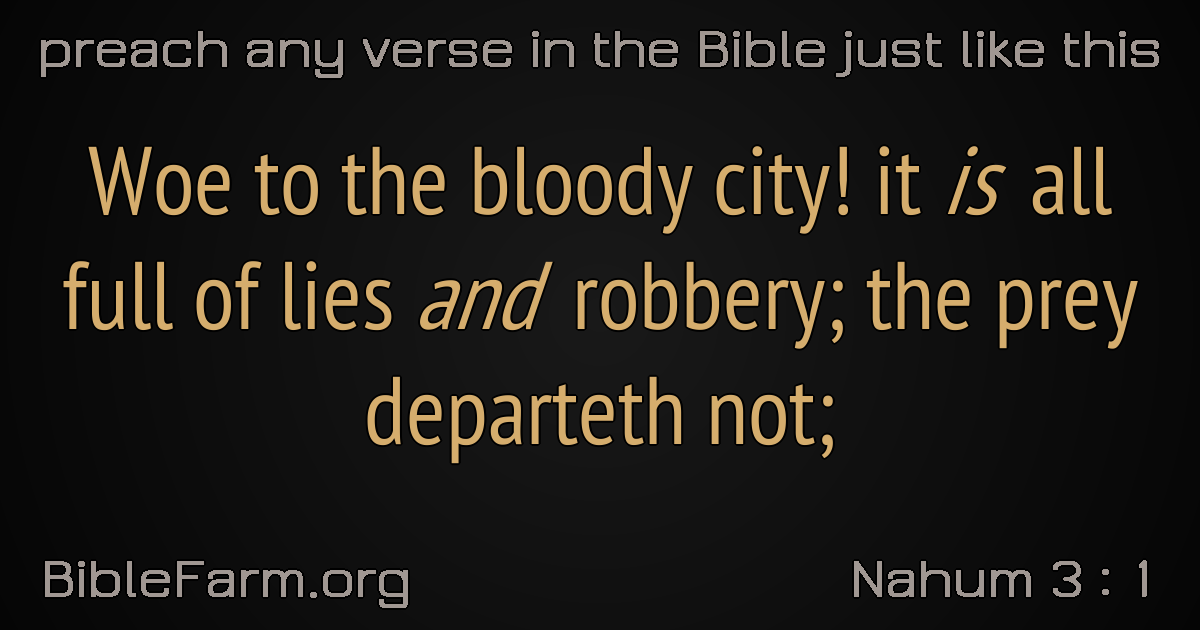 preach any verse in the Bible just like this
Woe to the bloody city! it is all
full of lies and robbery; the prey
departeth not;
BibleFarm.org
Nahum 3 : 1